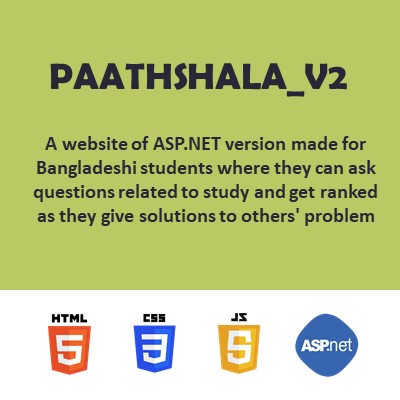 PAATHSHALA_V2
A website of ASP.NET version made for
Bangladeshi students where they can ask
questions related to study and get ranked
as they give solutions to others' problem
HTML CSS JS
5 3 5 ASP.net